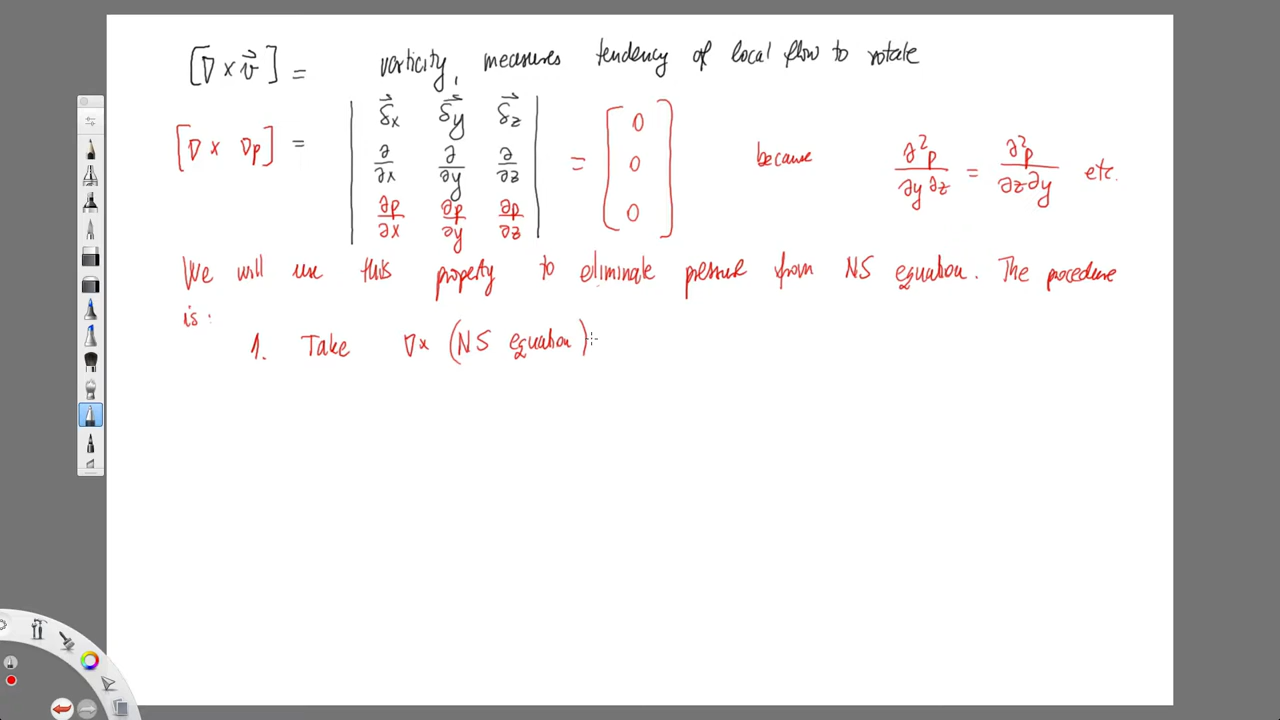 [∇ × v⃗] = vorticity, measures tendency of local flow to rotate
[∇ × ∇p] = | δ⃗x δ⃗y δ⃗z | = [ 0 ] because ∂²p/∂y∂z = ∂²p/∂z∂y etc.
| ∂/∂x ∂/∂y ∂/∂z | [ 0 ]
| ∂p/∂x ∂p/∂y ∂p/∂z | [ 0 ]
We will use this property to eliminate pressure from NS equation. The procedure
is:
1. Take ∇× (NS equation)